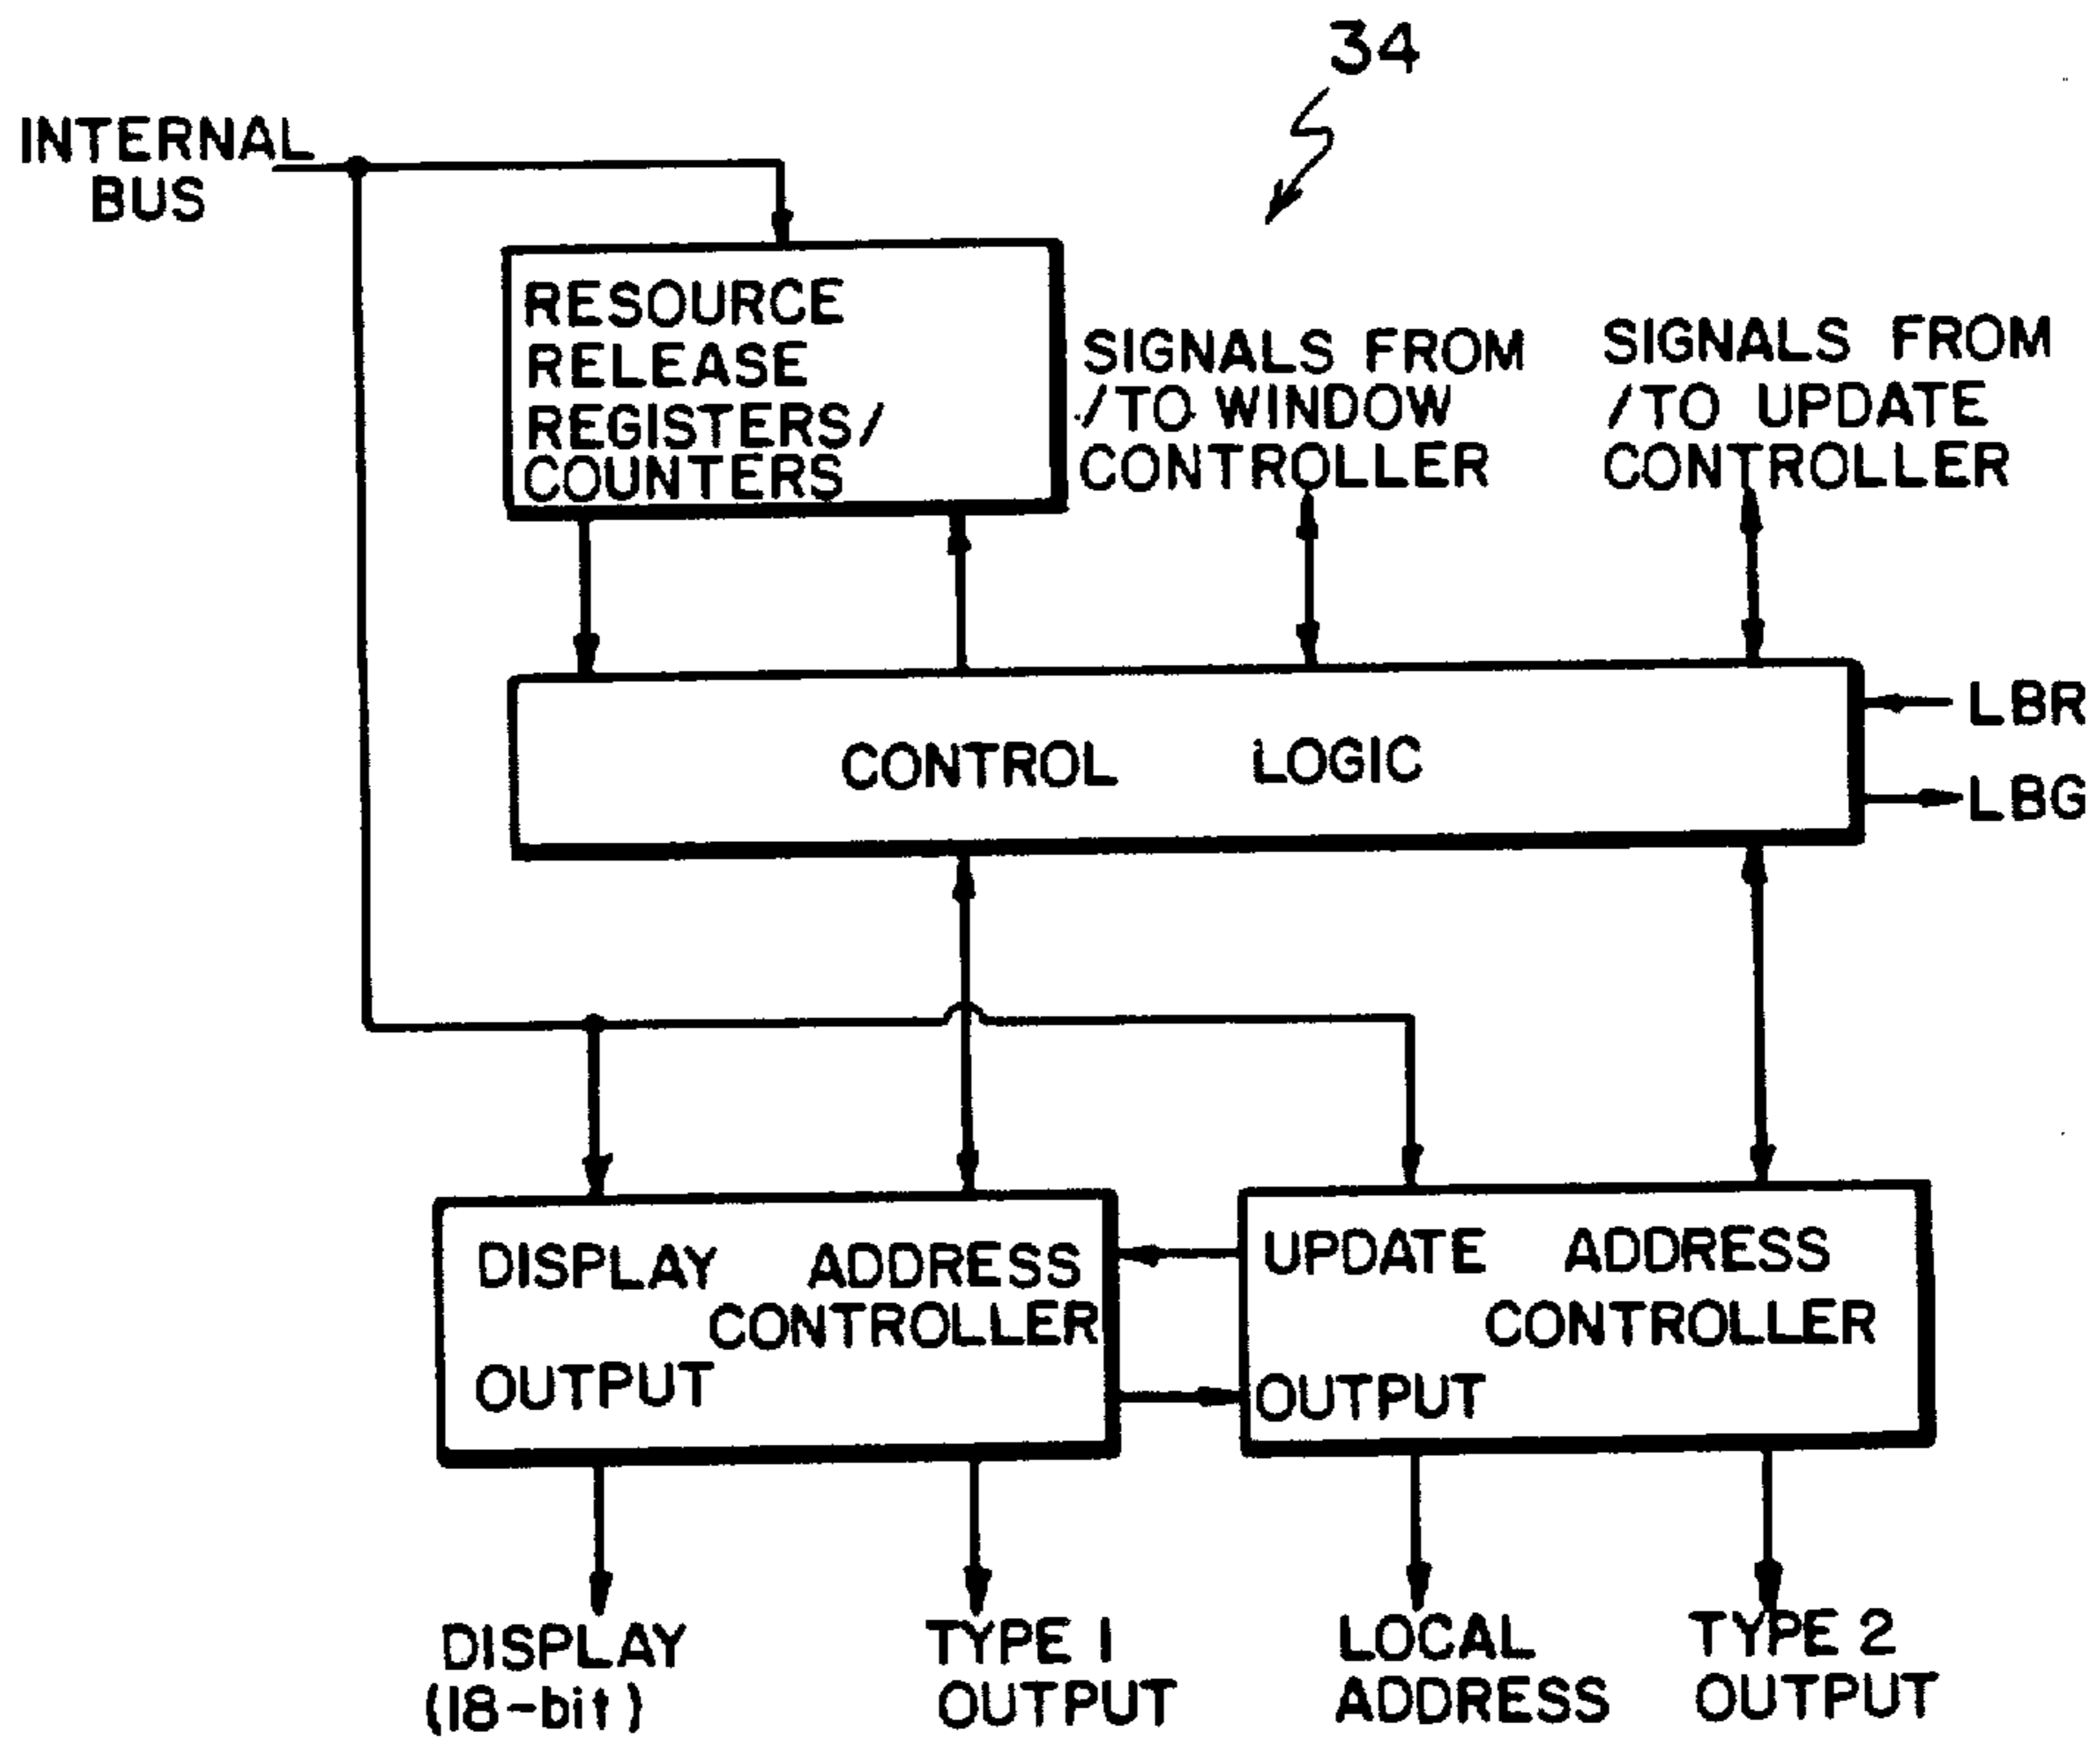 34
INTERNAL
BUS
RESOURCE
RELEASE
REGISTERS/
COUNTERS
SIGNALS FROM
/TO WINDOW
CONTROLLER
SIGNALS FROM
/TO UPDATE
CONTROLLER
CONTROL LOGIC
LBR
LBG
DISPLAY ADDRESS
CONTROLLER
OUTPUT
UPDATE ADDRESS
CONTROLLER
OUTPUT
DISPLAY
(18-bit)
TYPE 1
OUTPUT
LOCAL
ADDRESS
TYPE 2
OUTPUT